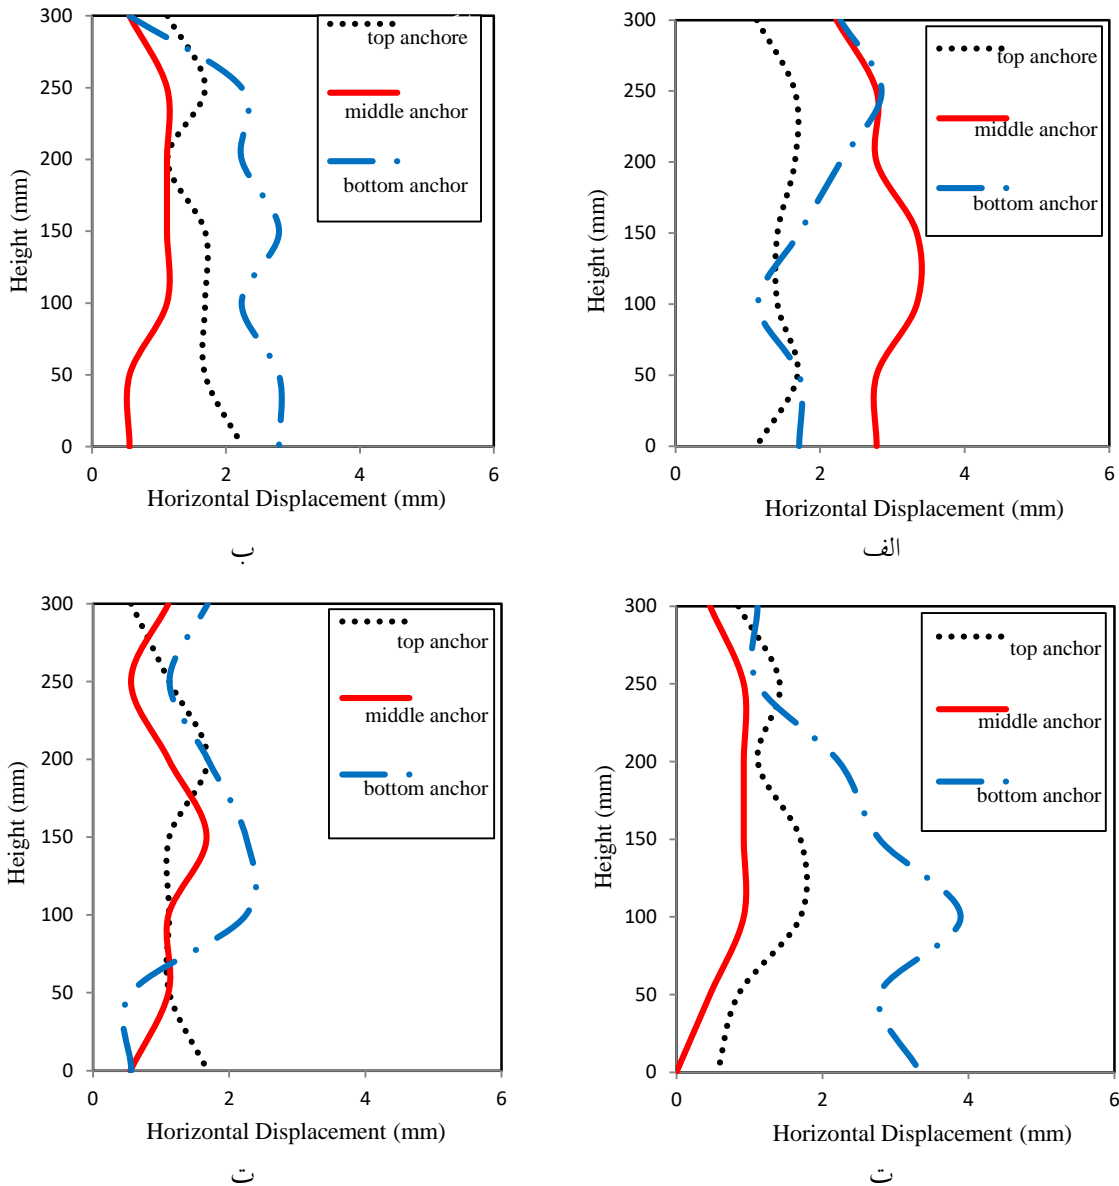 300
250
200
150
100
50
0
Height (mm)
top anchore
middle anchor
bottom anchor
0 2 4 6
Horizontal Displacement (mm)
ب
300
250
200
150
100
50
0
Height (mm)
top anchore
middle anchor
bottom anchor
0 2 4 6
Horizontal Displacement (mm)
الف
300
250
200
150
100
50
0
Height (mm)
top anchor
middle anchor
bottom anchor
0 2 4 6
Horizontal Displacement (mm)
ت
300
250
200
150
100
50
0
Height (mm)
top anchor
middle anchor
bottom anchor
0 2 4 6
Horizontal Displacement (mm)
ت